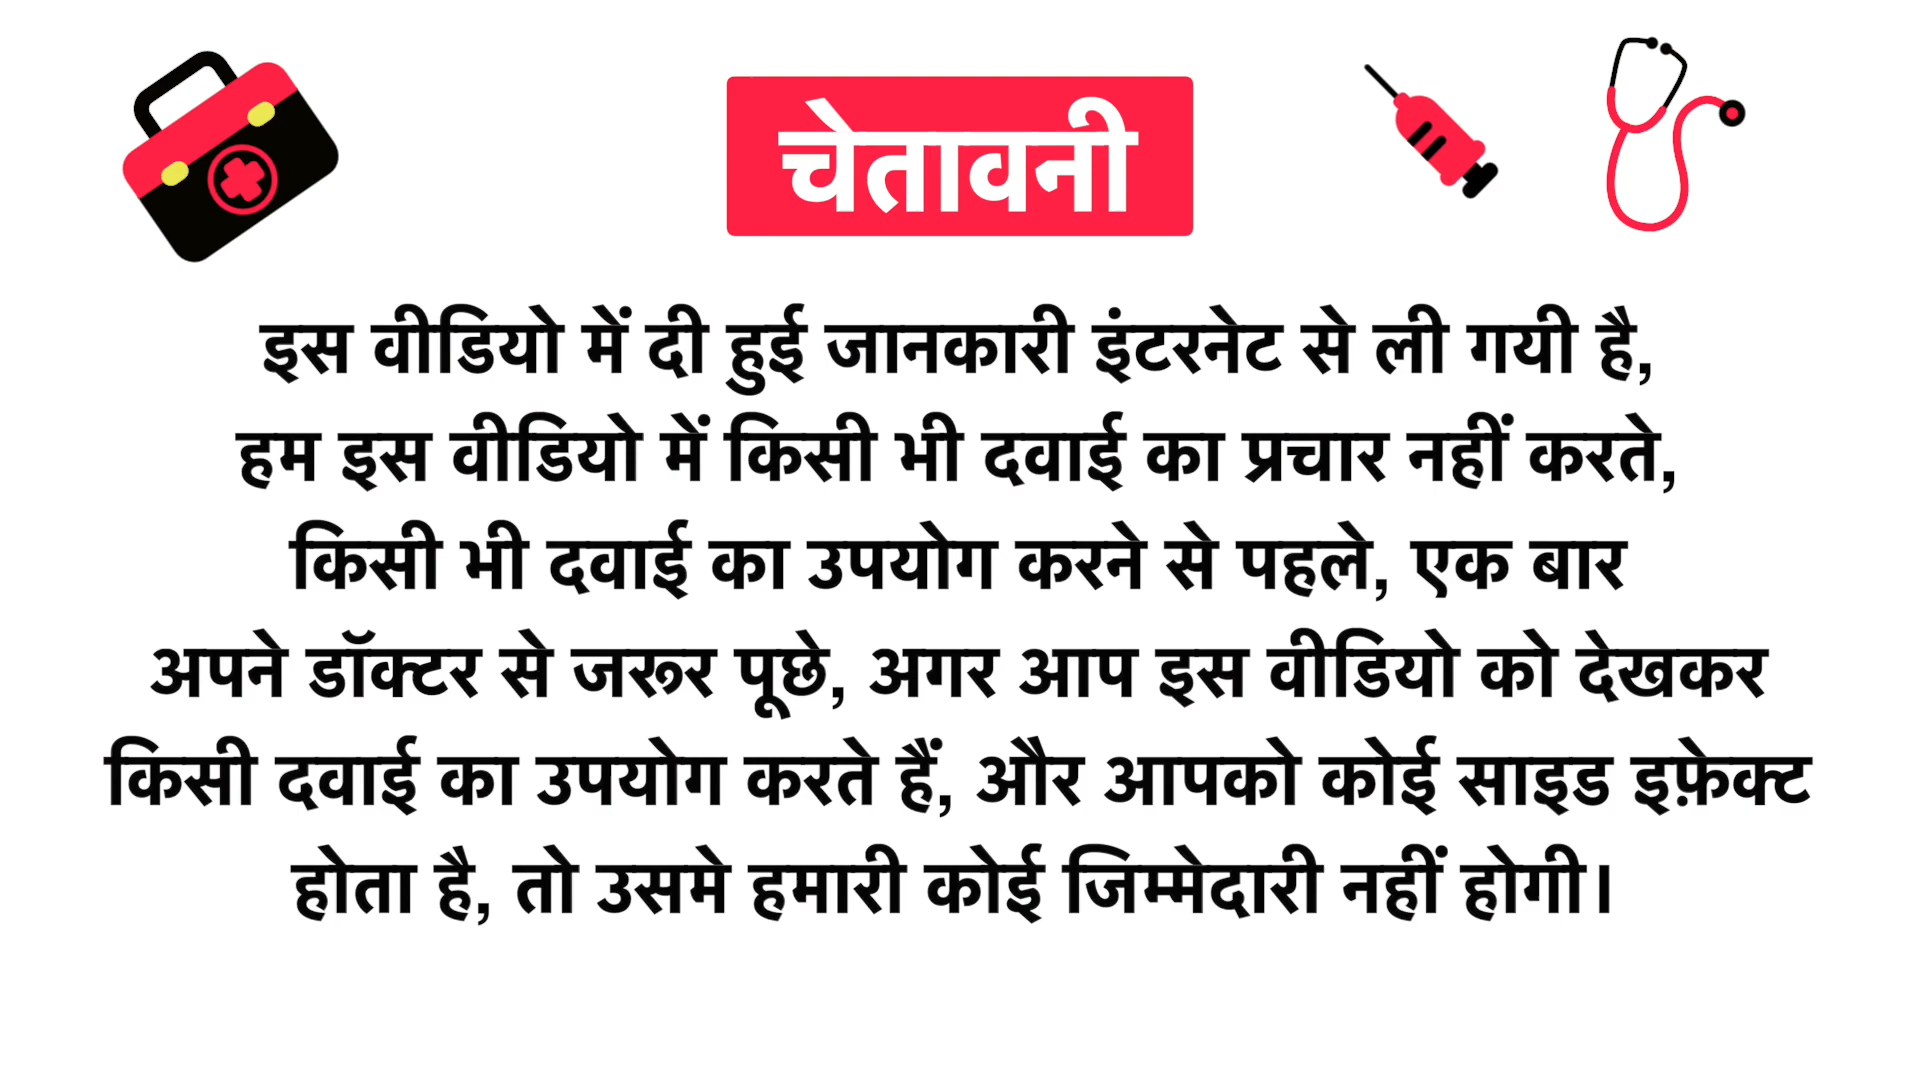 चेतावनी
इस वीडियो में दी हुई जानकारी इंटरनेट से ली गयी है,
हम इस वीडियो में किसी भी दवाई का प्रचार नहीं करते,
किसी भी दवाई का उपयोग करने से पहले, एक बार
अपने डॉक्टर से जरूर पूछे, अगर आप इस वीडियो को देखकर
किसी दवाई का उपयोग करते हैं, और आपको कोई साइड इफ़ेक्ट
होता है, तो उसमे हमारी कोई जिम्मेदारी नहीं होगी।